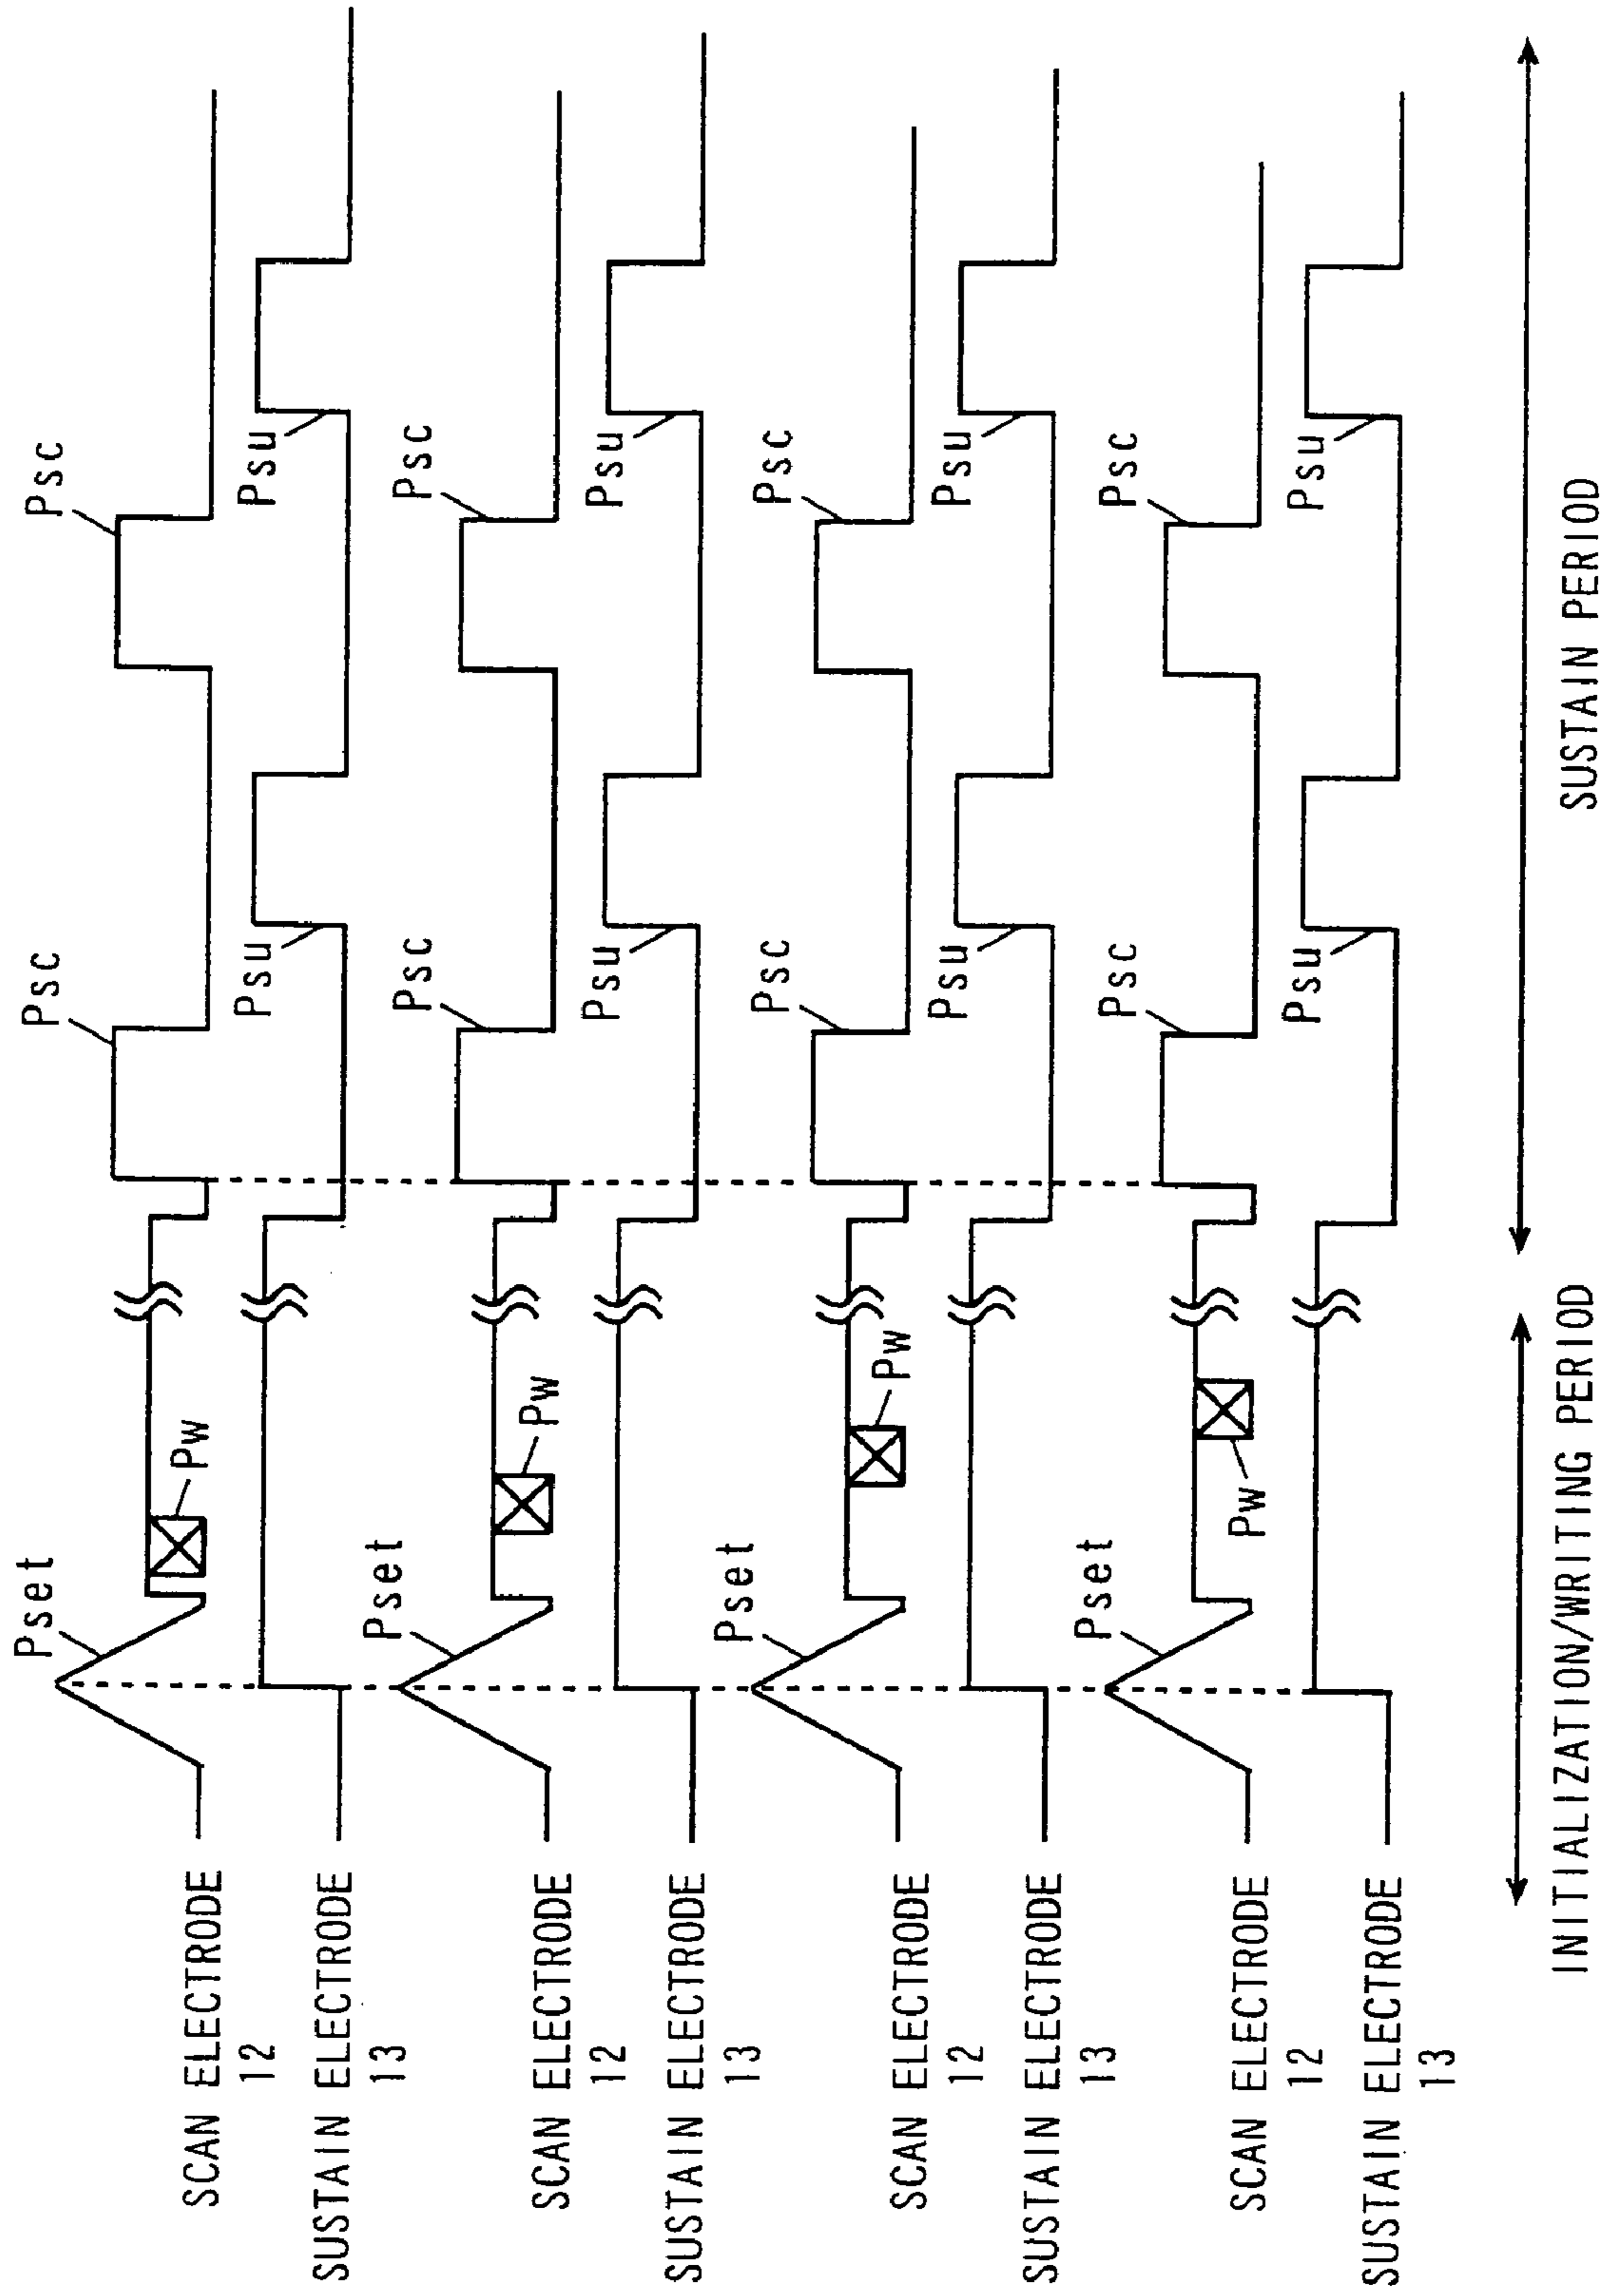 Pset
Pw
Psc
Psc
SCAN ELECTRODE
12
Psu
Psu
SUSTAIN ELECTRODE
13
Pset
Pw
Psc
Psc
SCAN ELECTRODE
12
Psu
Psu
SUSTAIN ELECTRODE
13
Pset
Pw
Psc
Psc
SCAN ELECTRODE
12
Psu
Psu
SUSTAIN ELECTRODE
13
Pset
Psc
Psc
Pw
SCAN ELECTRODE
12
Psu
Psu
SUSTAIN ELECTRODE
13
INITIALIZATION/WRITING PERIOD
SUSTAIN PERIOD